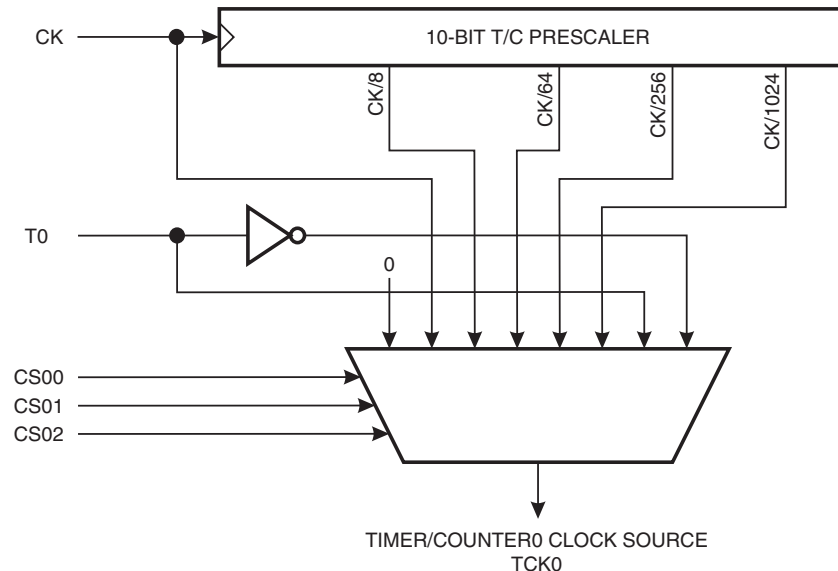 CK
10-BIT T/C PRESCALER
CK/8
CK/64
CK/256
CK/1024
T0
0
CS00
CS01
CS02
TIMER/COUNTER0 CLOCK SOURCE
TCK0